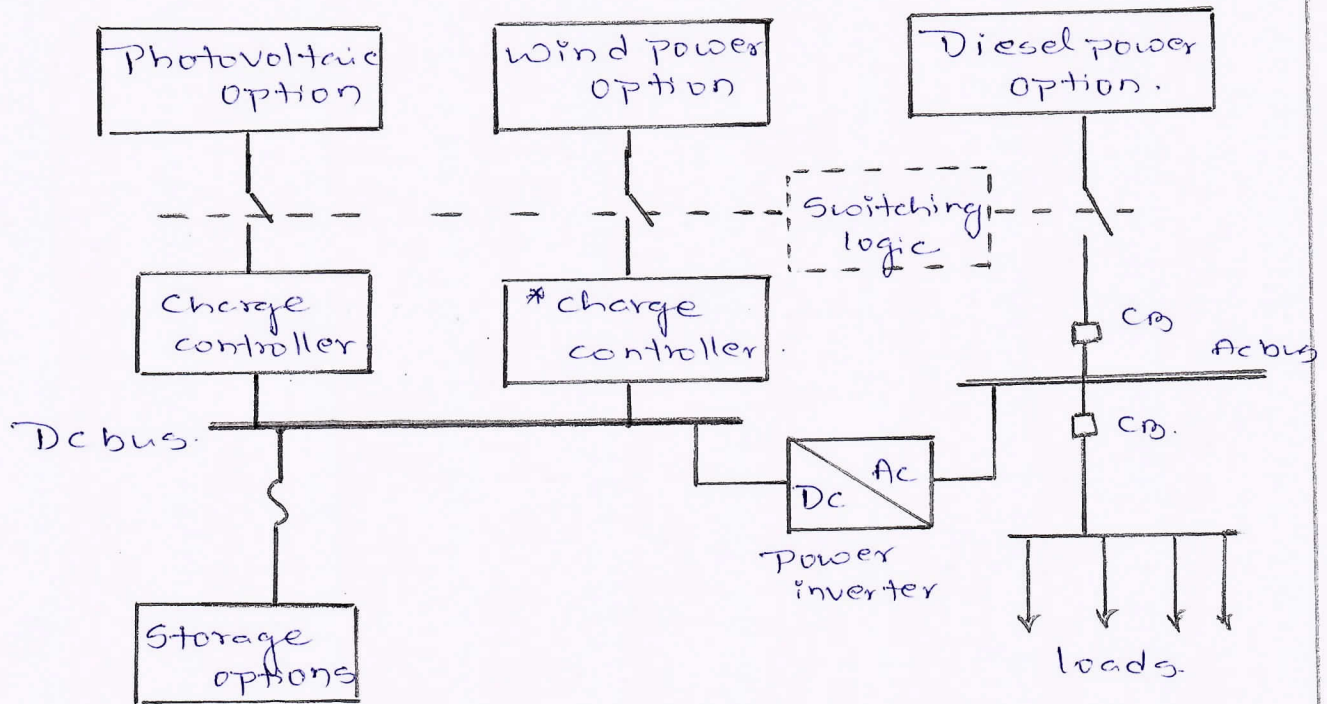 Photovoltaic
option
Wind power
option
Diesel power
option.
Switching
logic
Charge
controller
* charge
controller
CB
Ac bus
Dc bus.
CB.
Ac
Dc
Power
inverter
Storage
options
loads.